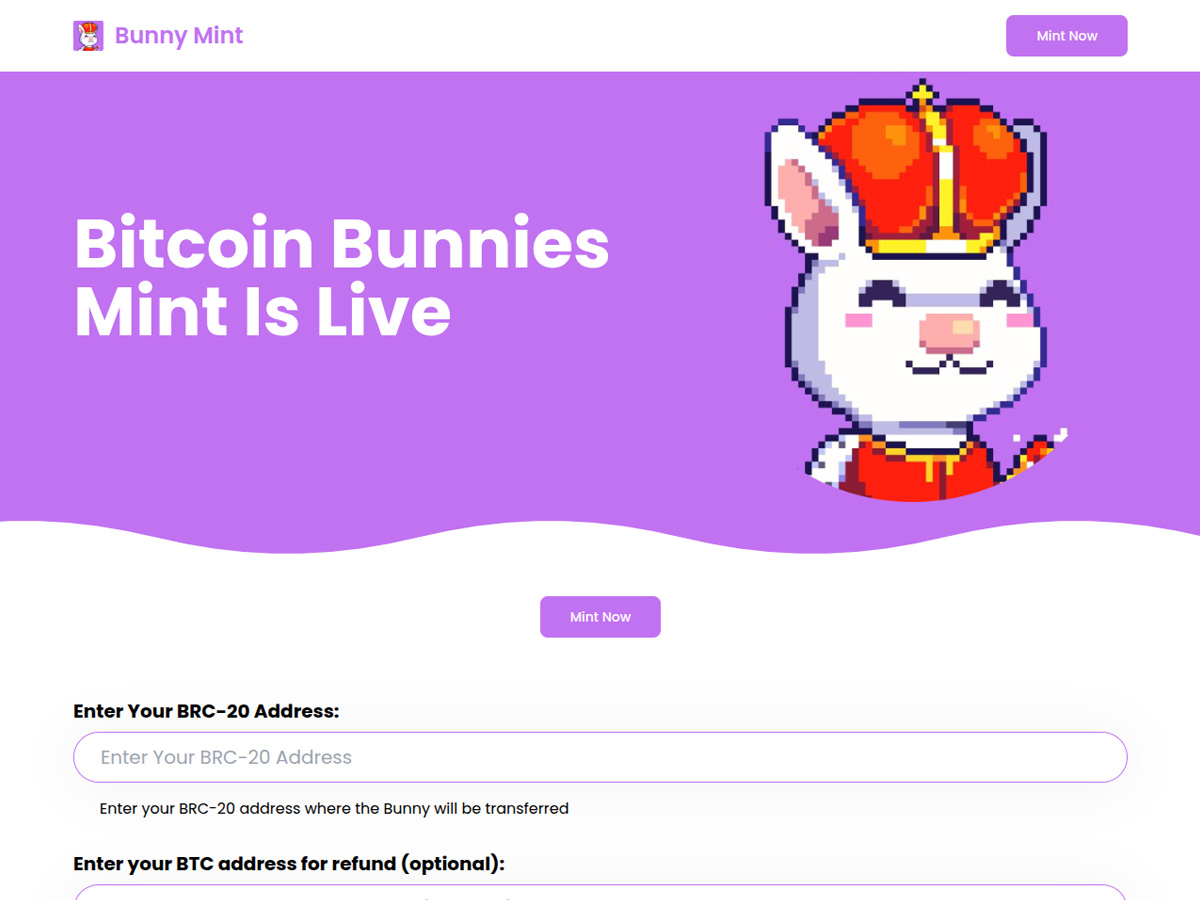 Bunny Mint
Mint Now
Bitcoin Bunnies
Mint Is Live
Mint Now
Enter Your BRC-20 Address:
Enter Your BRC-20 Address
Enter your BRC-20 address where the Bunny will be transferred
Enter your BTC address for refund (optional):